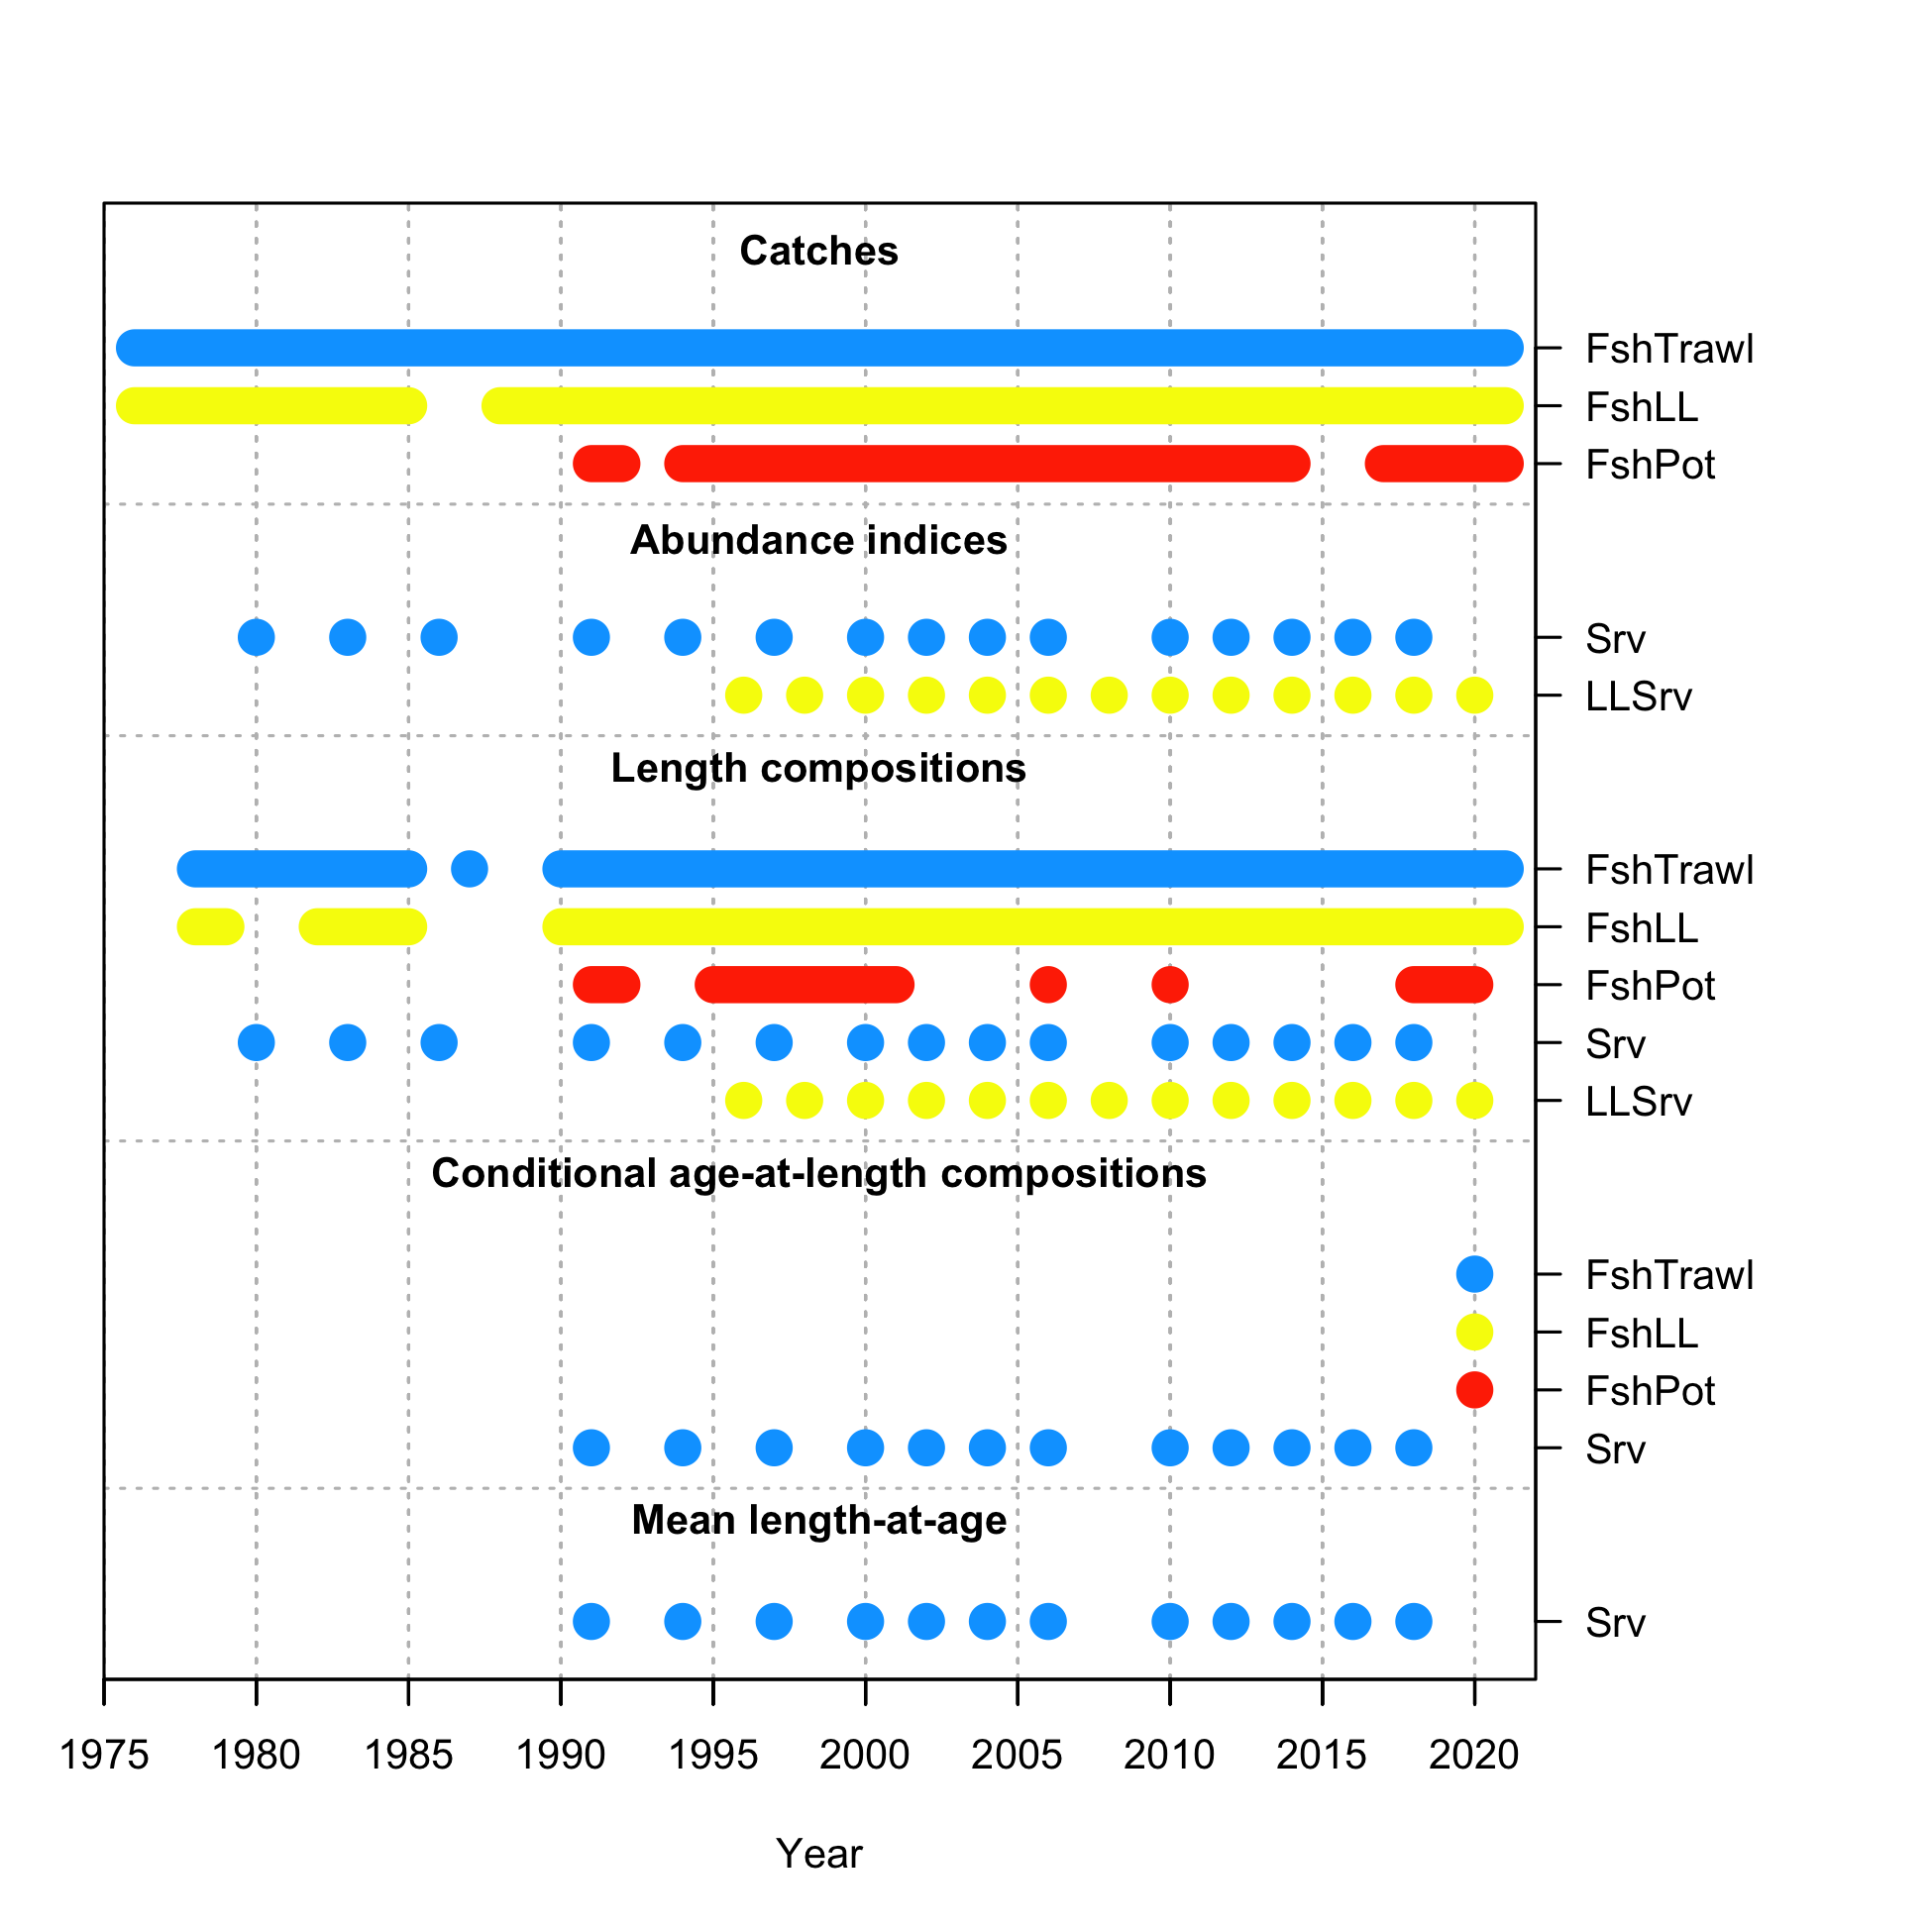 Catches
FshTrawl
FshLL
FshPot
Abundance indices
Srv
LLSrv
Length compositions
FshTrawl
FshLL
FshPot
Srv
LLSrv
Conditional age-at-length compositions
FshTrawl
FshLL
FshPot
Srv
Mean length-at-age
Srv
1975 1980 1985 1990 1995 2000 2005 2010 2015 2020
Year